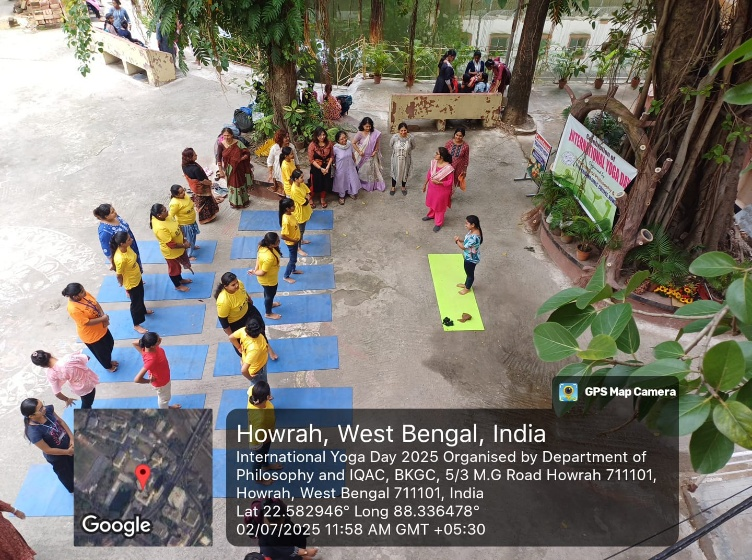 INTERNATIONAL YOGA DAY
GPS Map Camera
Howrah, West Bengal, India
International Yoga Day 2025 Organised by Department of
Philosophy and IQAC, BKGC, 5/3 M.G Road Howrah 711101,
Howrah, West Bengal 711101, India
Lat 22.582946° Long 88.336478°
02/07/2025 11:58 AM GMT +05:30
Google